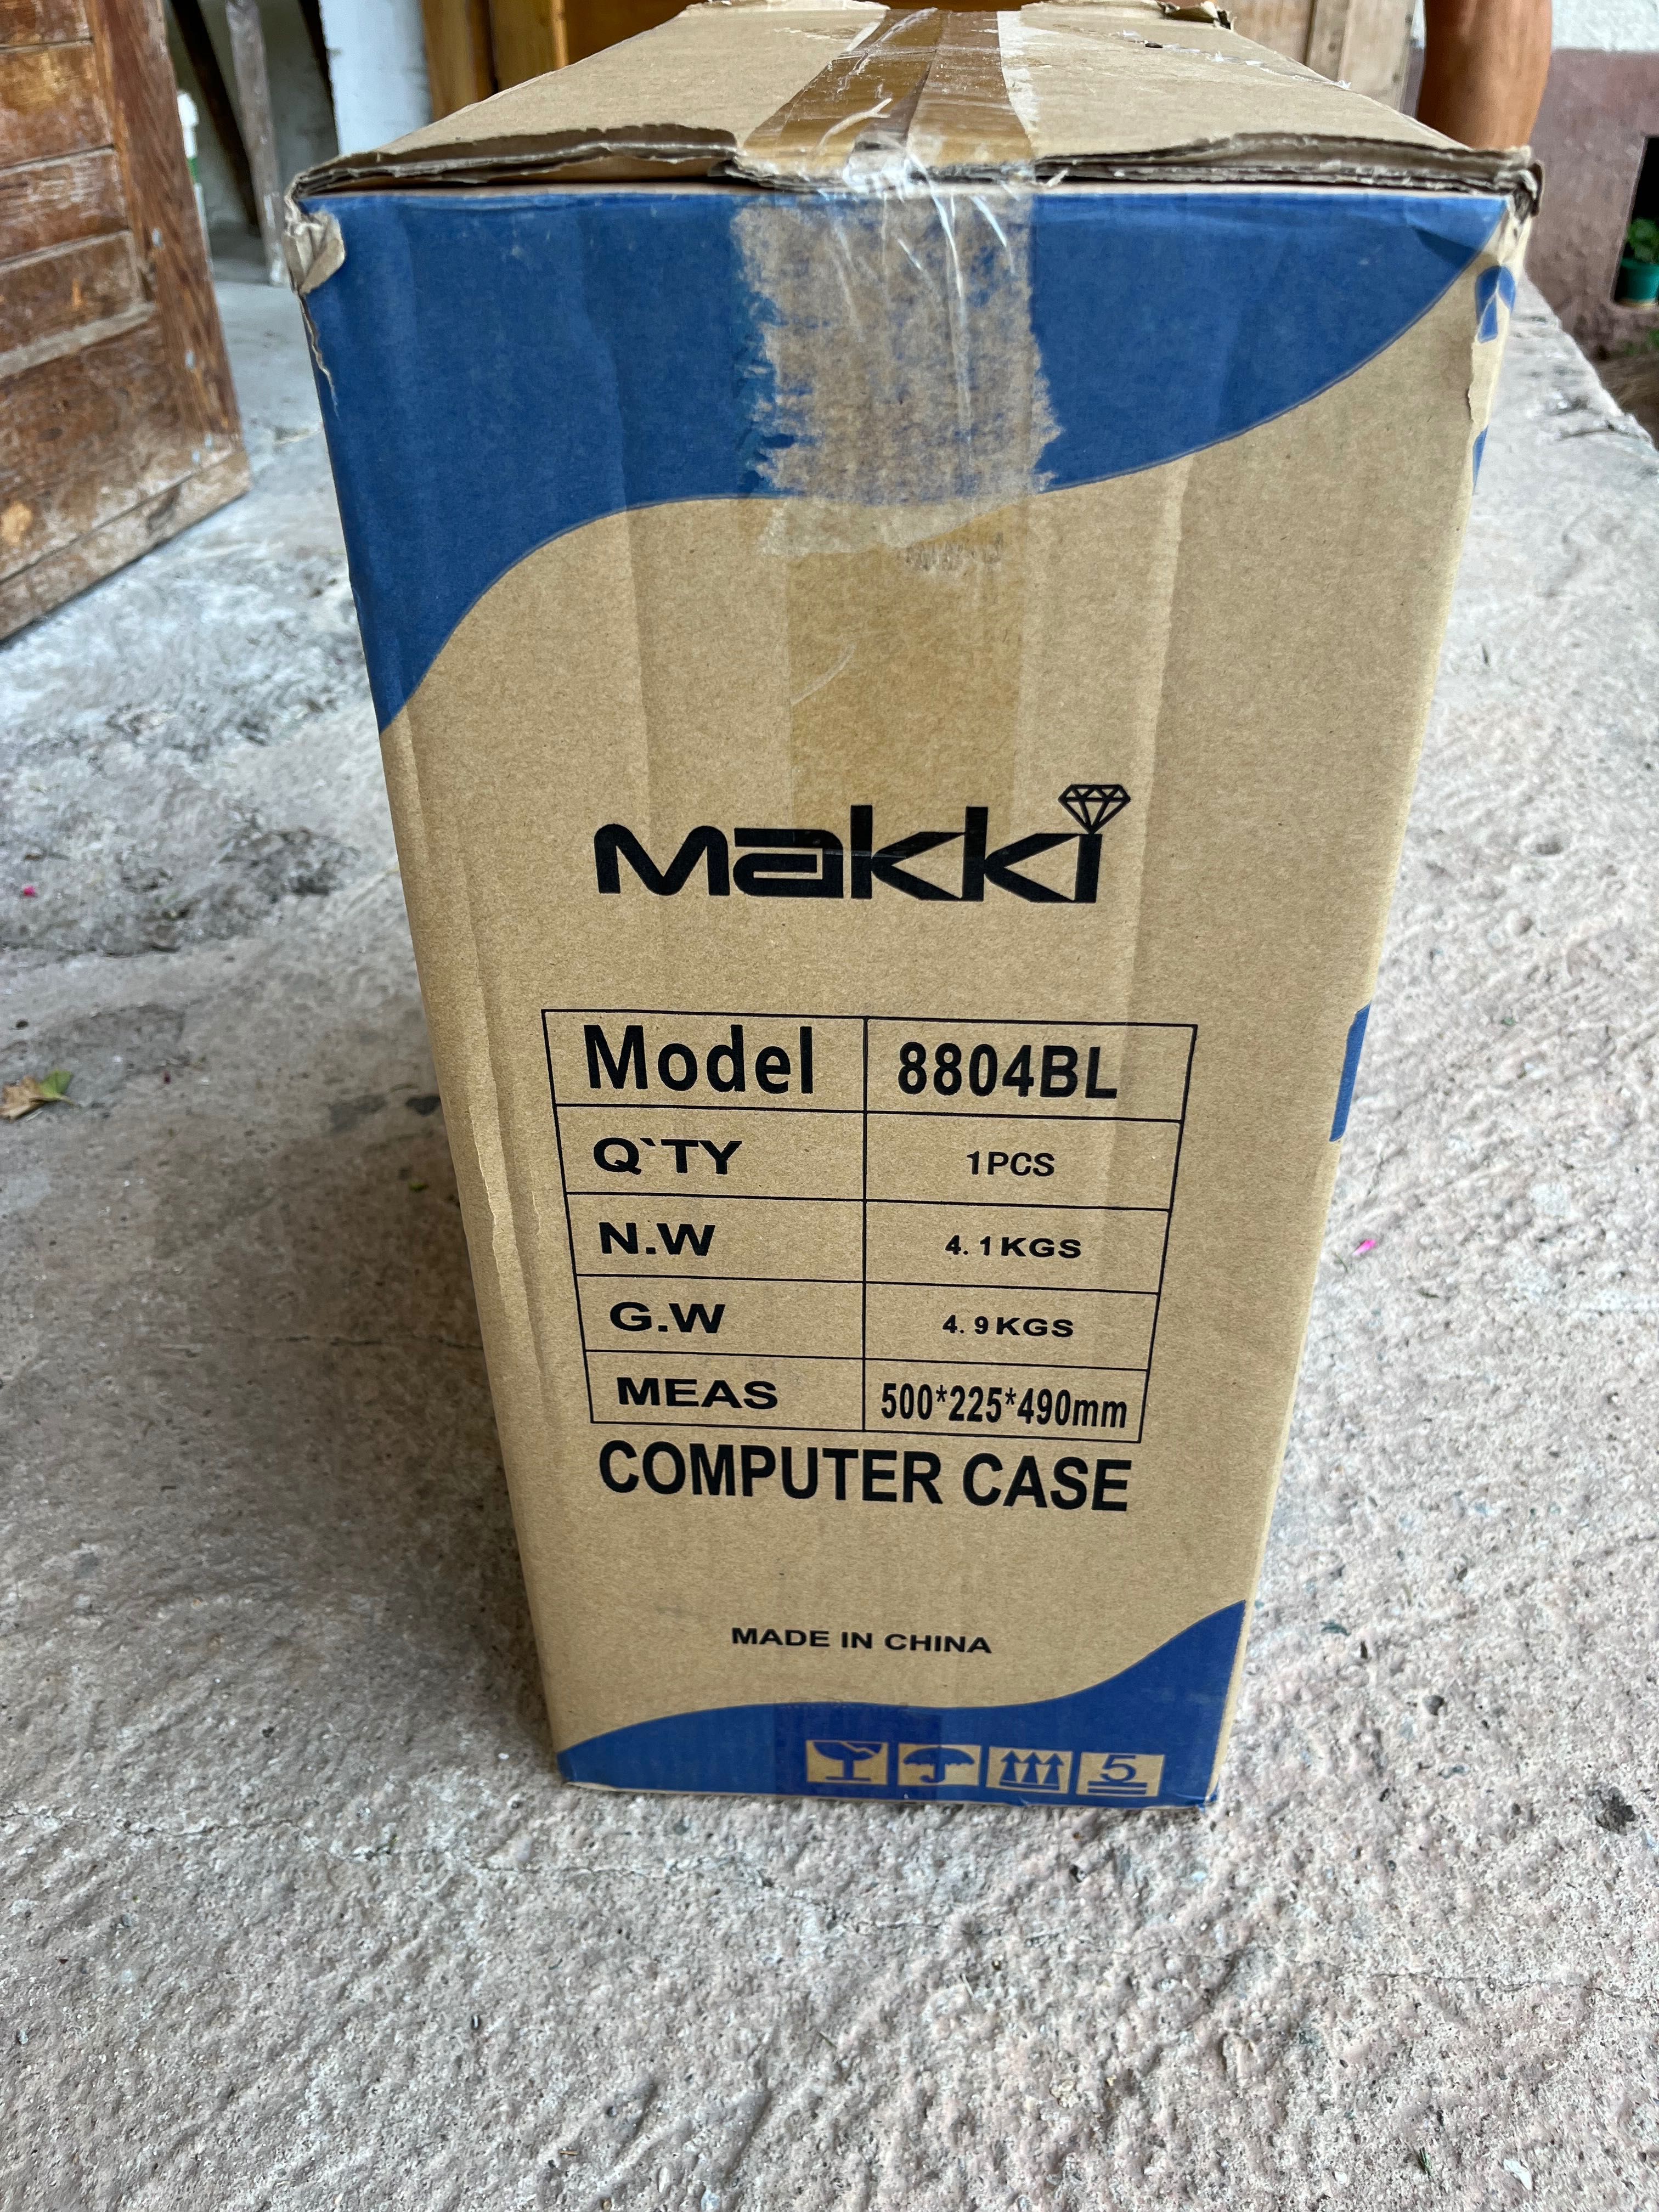 Makki
Model 8804BL
Q`TY 1PCS
N.W 4.1KGS
G.W 4.9KGS
MEAS 500*225*490mm
COMPUTER CASE
MADE IN CHINA
5